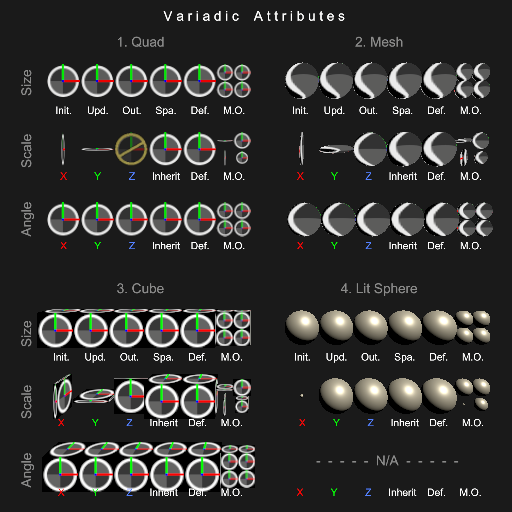 Variadic Attributes
1. Quad
Size
Init. Upd. Out. Spa. Def. M.O.
Scale
X Y Z Inherit Def. M.O.
Angle
X Y Z Inherit Def. M.O.
2. Mesh
Init. Upd. Out. Spa. Def. M.O.
X Y Z Inherit Def. M.O.
X Y Z Inherit Def. M.O.
3. Cube
Size
Init. Upd. Out. Spa. Def. M.O.
Scale
X Y Z Inherit Def. M.O.
Angle
X Y Z Inherit Def. M.O.
4. Lit Sphere
Init. Upd. Out. Spa. Def. M.O.
X Y Z Inherit Def. M.O.
- - - - - N/A - - - - -
X Y Z Inherit Def. M.O.